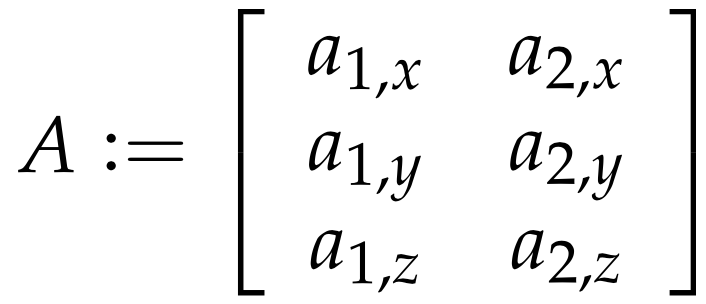 A := [ a_{1,x} a_{2,x}
a_{1,y} a_{2,y}
a_{1,z} a_{2,z} ]